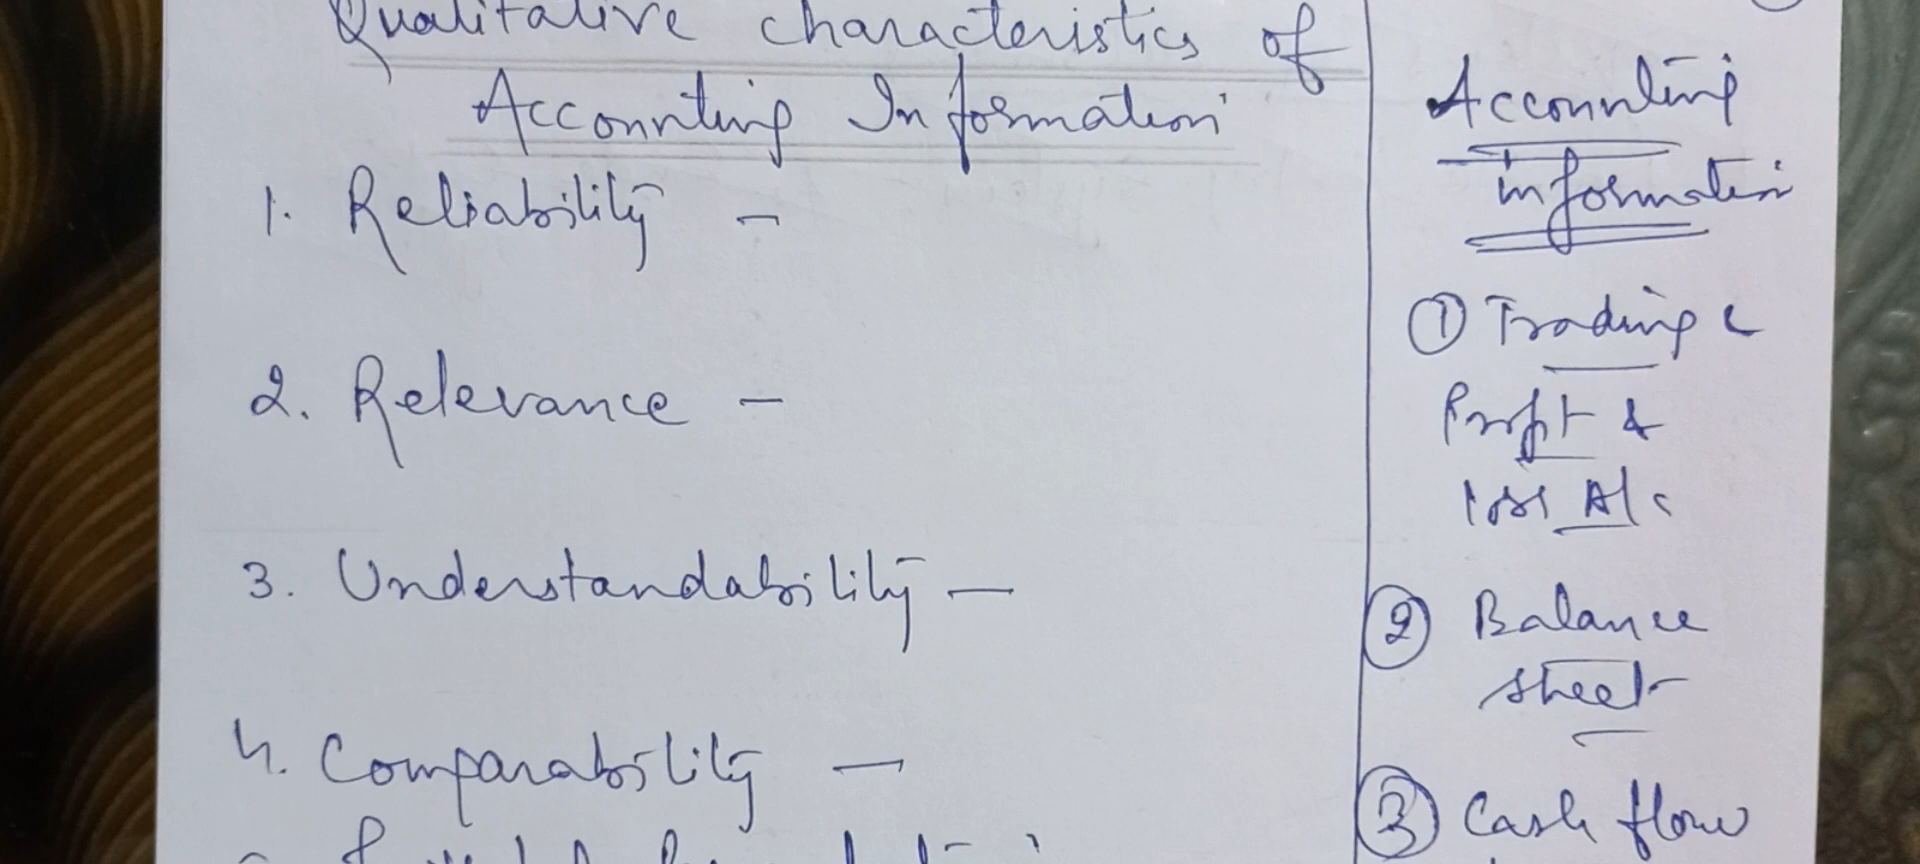 Qualitative characteristics of
Accounting Information
1. Reliability -
2. Relevance -
3. Understandability -
4. Comparability -
Accounting
information
① Trading &
Profit &
loss A/c
② Balance
sheet
③ Cash flow